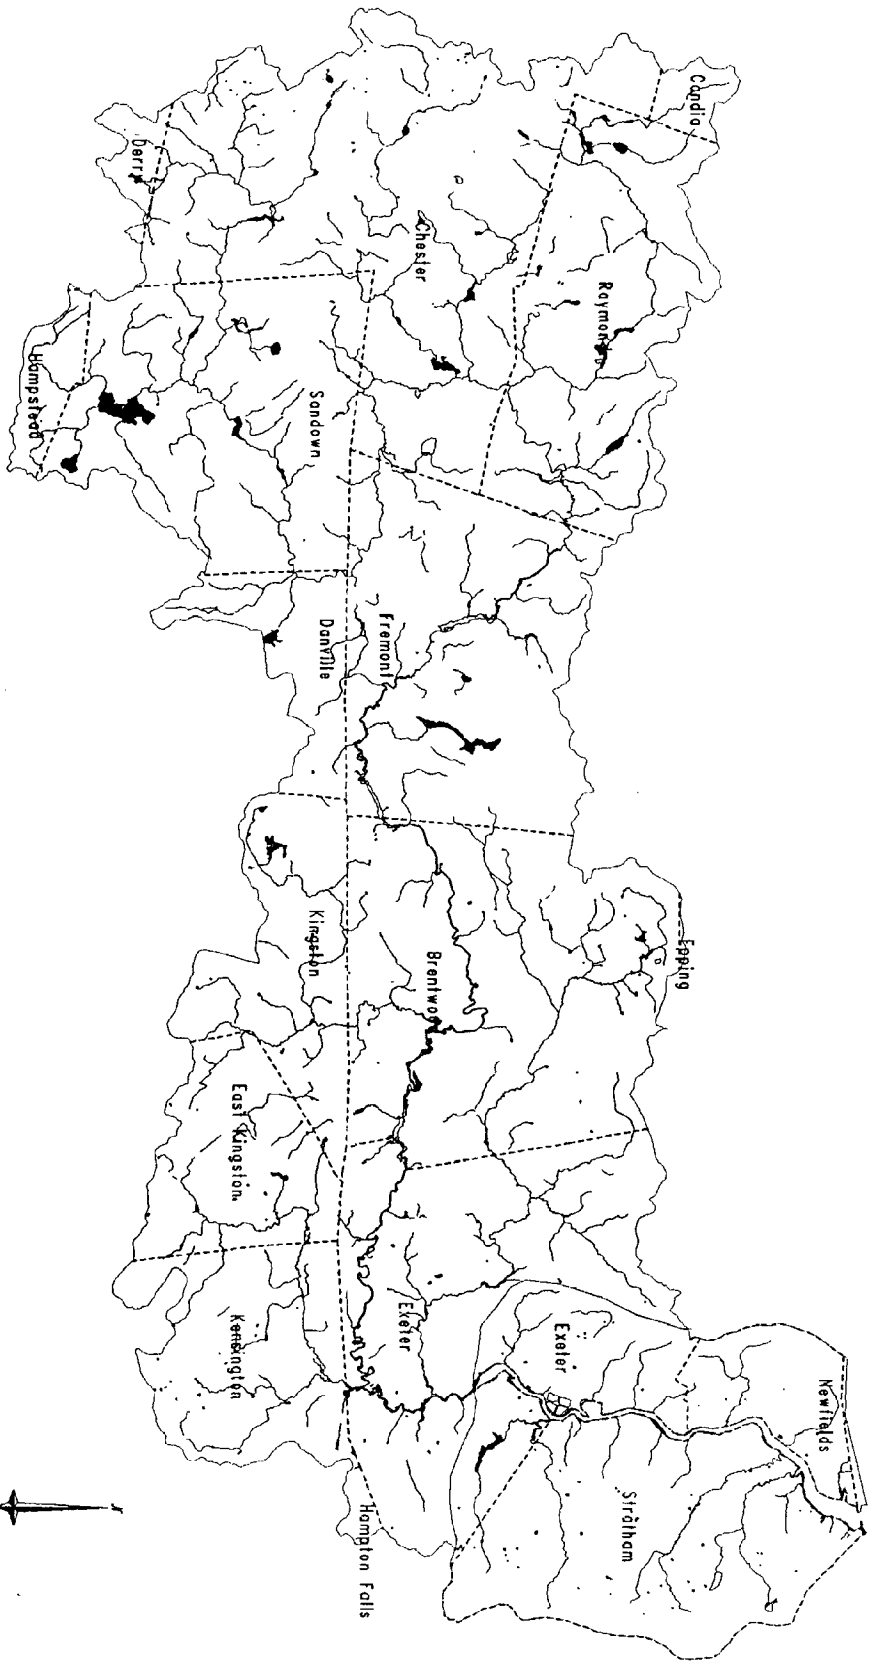 Newfields
Candia
Epping
Stratham
Raymond
Exeter
Brentwood
Chester
Exeter
Fremont
Hampton Falls
Danville
Sandown
Kingston
East Kingston
Kensington
Derry
Hampstead